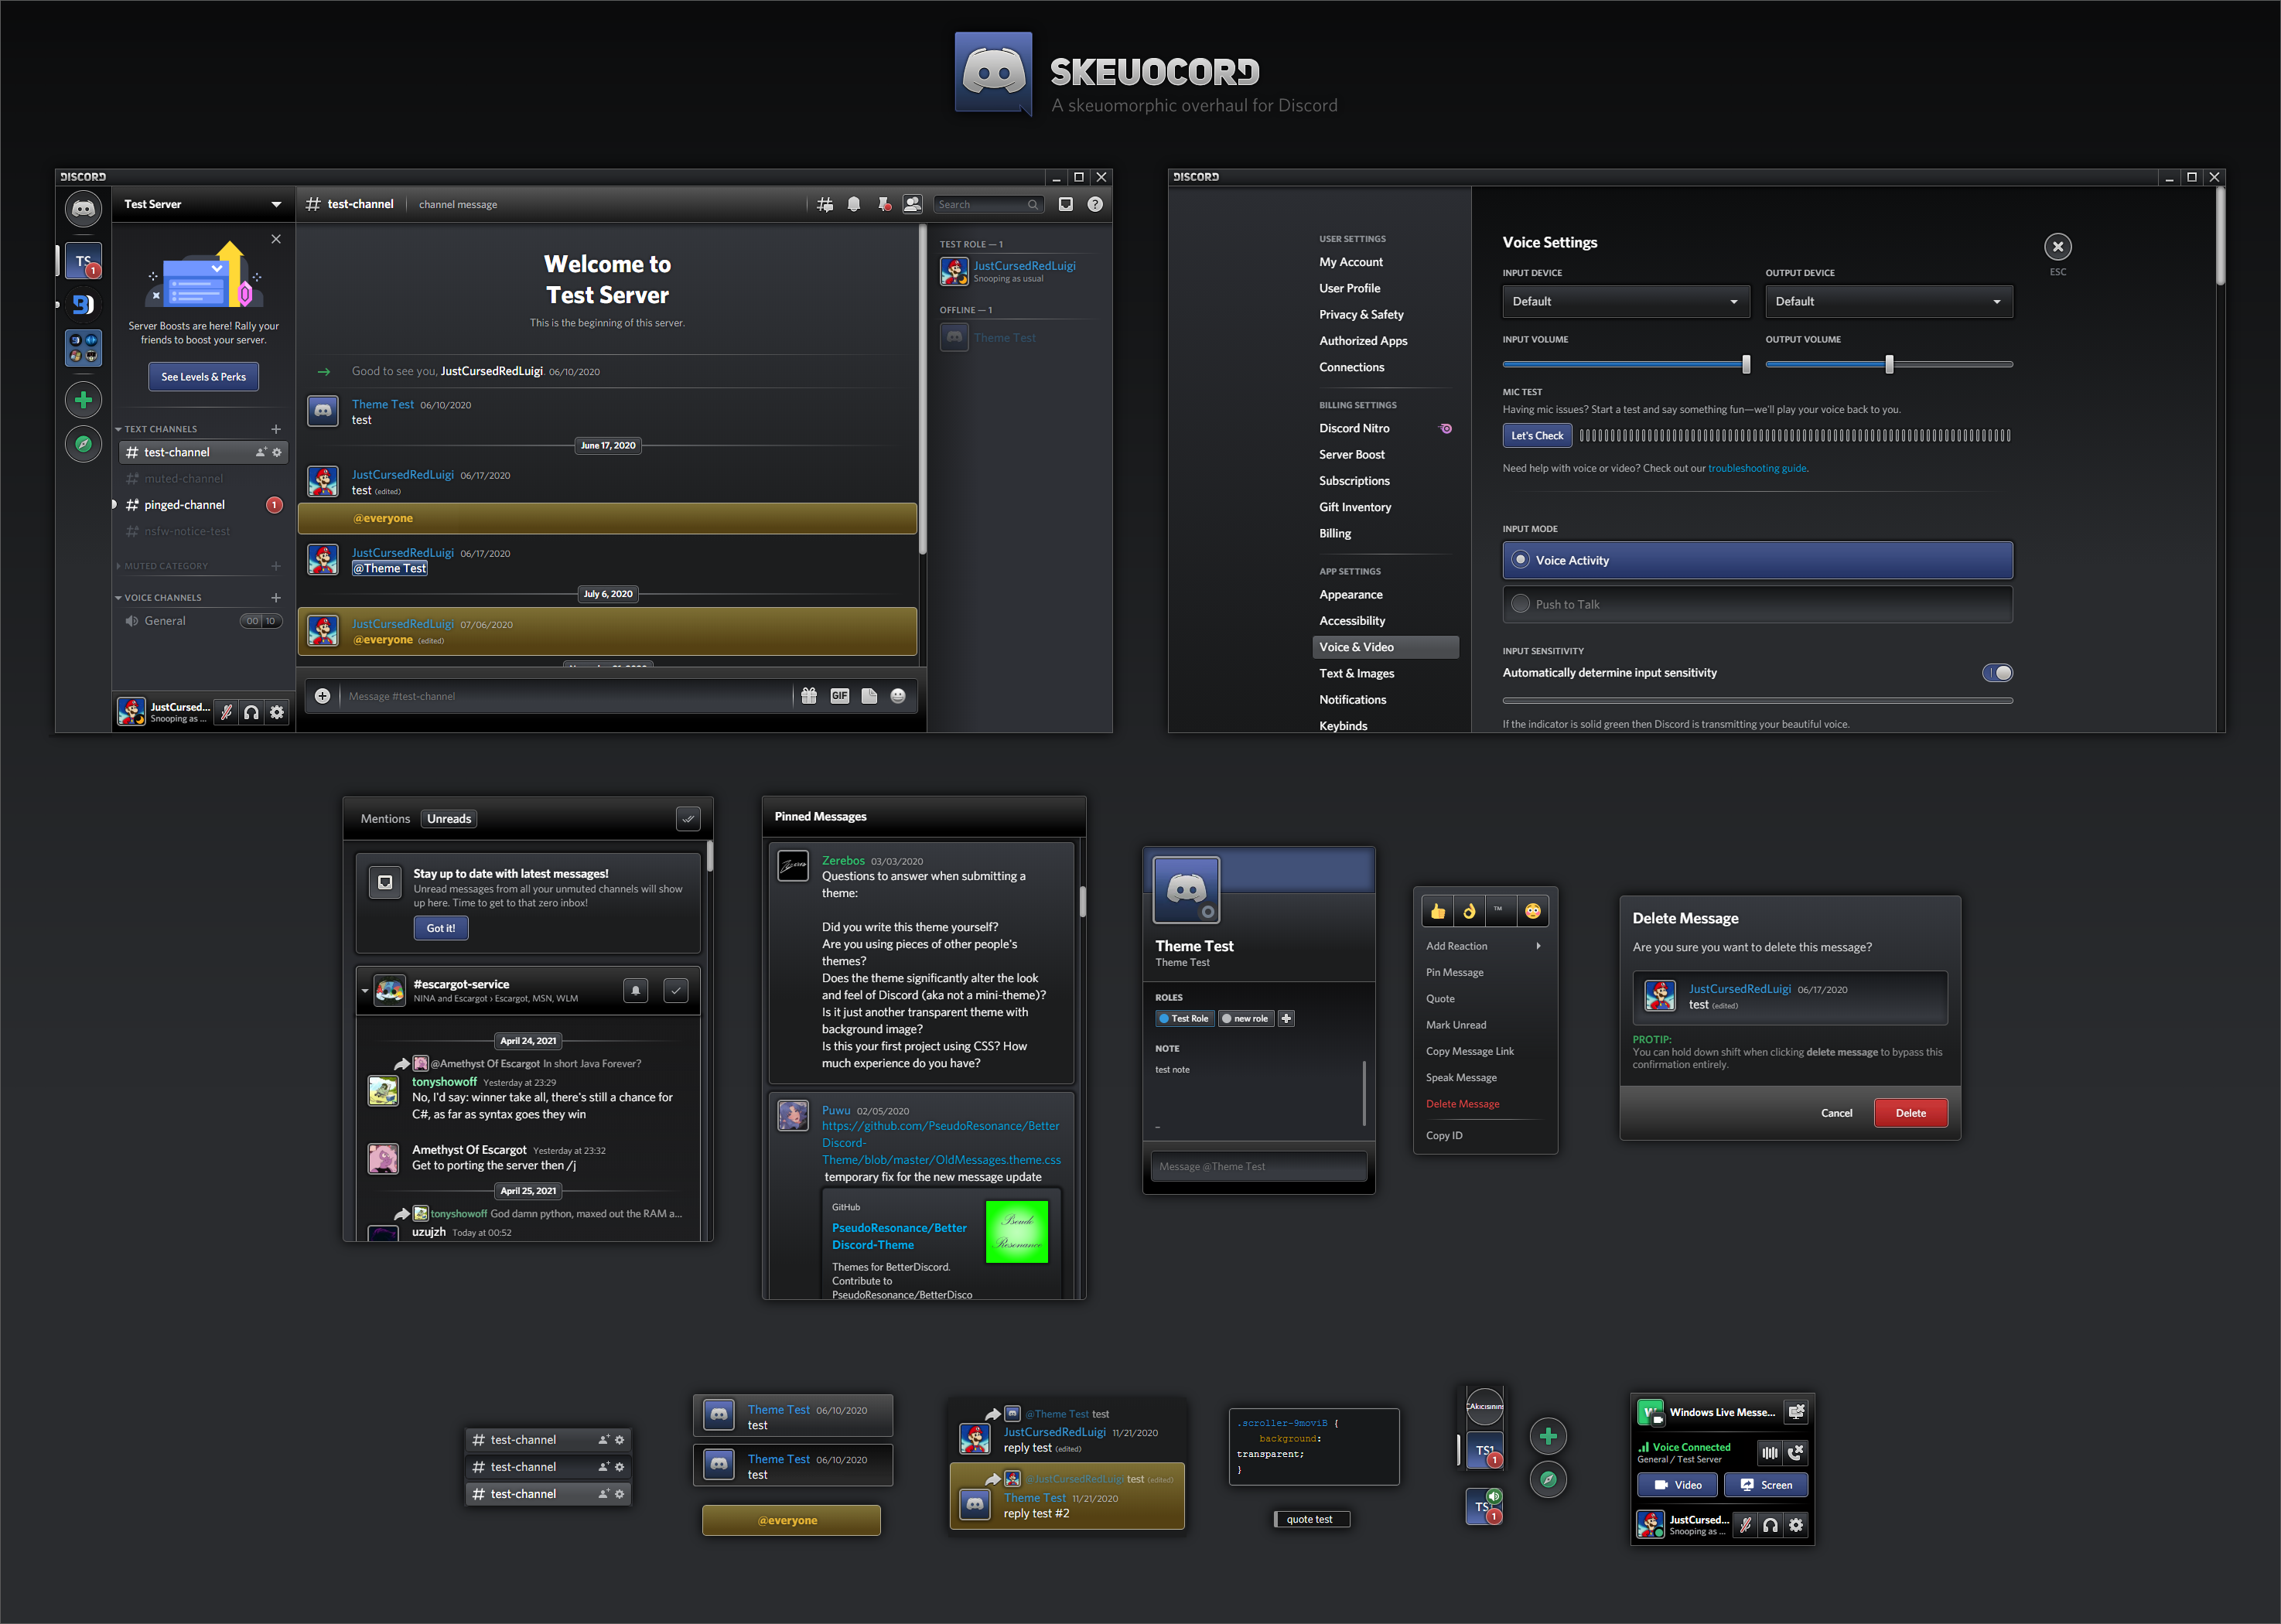 SKEUOCORD
A skeuomorphic overhaul for Discord
DISCORD
Test Server
Server Boosts are here! Rally your
friends to boost your server.
See Levels & Perks
TEXT CHANNELS
test-channel
muted-channel
pinged-channel
1
nsfw-notice-test
MUTED CATEGORY
VOICE CHANNELS
General
00 10
TS
1
JustCursed...
Snooping as ...
test-channel
channel message
Search
Welcome to
Test Server
This is the beginning of this server.
Good to see you, JustCursedRedLuigi. 06/10/2020
Theme Test 06/10/2020
test
June 17, 2020
JustCursedRedLuigi 06/17/2020
test (edited)
@everyone
JustCursedRedLuigi 06/17/2020
@Theme Test
July 6, 2020
JustCursedRedLuigi 07/06/2020
@everyone (edited)
Message #test-channel
GIF
TEST ROLE — 1
JustCursedRedLuigi
Snooping as usual
OFFLINE — 1
Theme Test
DISCORD
USER SETTINGS
My Account
User Profile
Privacy & Safety
Authorized Apps
Connections
BILLING SETTINGS
Discord Nitro
Server Boost
Subscriptions
Gift Inventory
Billing
APP SETTINGS
Appearance
Accessibility
Voice & Video
Text & Images
Notifications
Keybinds
Voice Settings
ESC
INPUT DEVICE
OUTPUT DEVICE
Default
Default
INPUT VOLUME
OUTPUT VOLUME
MIC TEST
Having mic issues? Start a test and say something fun—we'll play your voice back to you.
Let's Check
Need help with voice or video? Check out our troubleshooting guide.
INPUT MODE
Voice Activity
Push to Talk
INPUT SENSITIVITY
Automatically determine input sensitivity
If the indicator is solid green then Discord is transmitting your beautiful voice.
Mentions
Unreads
Stay up to date with latest messages!
Unread messages from all your unmuted channels will show
up here. Time to get to that zero inbox!
Got it!
#escargot-service
NINA and Escargot › Escargot, MSN, WLM
April 24, 2021
@Amethyst Of Escargot In short Java Forever?
tonyshowoff Yesterday at 23:29
No, I'd say: winner take all, there's still a chance for
C#, as far as syntax goes they win
Amethyst Of Escargot Yesterday at 23:32
Get to porting the server then /j
April 25, 2021
tonyshowoff God damn python, maxed out the RAM a...
uzujzh Today at 00:52
Pinned Messages
Zerebos 03/03/2020
Questions to answer when submitting a
theme:
Did you write this theme yourself?
Are you using pieces of other people's
themes?
Does the theme significantly alter the look
and feel of Discord (aka not a mini-theme)?
Is it just another transparent theme with
background image?
Is this your first project using CSS? How
much experience do you have?
Puwu 02/05/2020
https://github.com/PseudoResonance/Better
Discord-
Theme/blob/master/OldMessages.theme.css
temporary fix for the new message update
GitHub
PseudoResonance/Better
Discord-Theme
Themes for BetterDiscord.
Contribute to
PseudoResonance/BetterDisco
Theme Test
Theme Test
ROLES
Test Role
new role
NOTE
test note
Message @Theme Test
TM
Add Reaction
Pin Message
Quote
Mark Unread
Copy Message Link
Speak Message
Delete Message
Copy ID
Delete Message
Are you sure you want to delete this message?
JustCursedRedLuigi 06/17/2020
test (edited)
PROTIP:
You can hold down shift when clicking delete message to bypass this
confirmation entirely.
Cancel
Delete
test-channel
test-channel
test-channel
Theme Test 06/10/2020
test
Theme Test 06/10/2020
test
@everyone
@Theme Test test
JustCursedRedLuigi 11/21/2020
reply test (edited)
@JustCursedRedLuigi test (edited)
Theme Test 11/21/2020
reply test #2
.scroller-9moviB {
background:
transparent;
}
quote test
TS1
1
TS
1
Windows Live Messe...
Voice Connected
General / Test Server
Video
Screen
JustCursed...
Snooping as ...